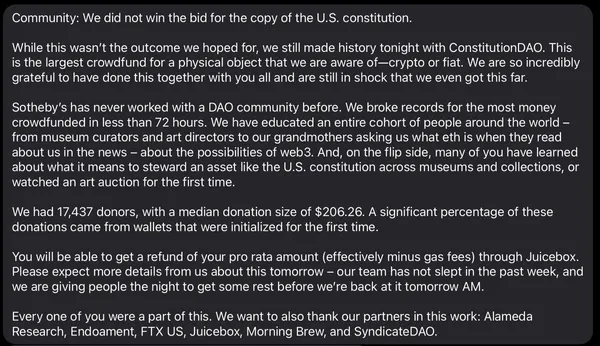 Community: We did not win the bid for the copy of the U.S. constitution.
While this wasn't the outcome we hoped for, we still made history tonight with ConstitutionDAO. This
is the largest crowdfund for a physical object that we are aware of—crypto or fiat. We are so incredibly
grateful to have done this together with you all and are still in shock that we even got this far.
Sotheby's has never worked with a DAO community before. We broke records for the most money
crowdfunded in less than 72 hours. We have educated an entire cohort of people around the world –
from museum curators and art directors to our grandmothers asking us what eth is when they read
about us in the news – about the possibilities of web3. And, on the flip side, many of you have learned
about what it means to steward an asset like the U.S. constitution across museums and collections, or
watched an art auction for the first time.
We had 17,437 donors, with a median donation size of $206.26. A significant percentage of these
donations came from wallets that were initialized for the first time.
You will be able to get a refund of your pro rata amount (effectively minus gas fees) through Juicebox.
Please expect more details from us about this tomorrow – our team has not slept in the past week, and
we are giving people the night to get some rest before we're back at it tomorrow AM.
Every one of you were a part of this. We want to also thank our partners in this work: Alameda
Research, Endoament, FTX US, Juicebox, Morning Brew, and SyndicateDAO.